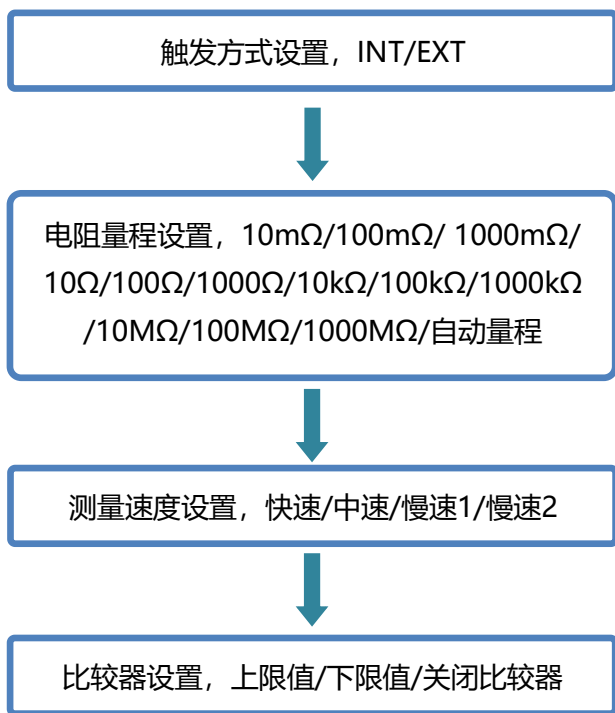 触发方式设置，INT/EXT
电阻量程设置，10mΩ/100mΩ/ 1000mΩ/
10Ω/100Ω/1000Ω/10kΩ/100kΩ/1000kΩ
/10MΩ/100MΩ/1000MΩ/自动量程
测量速度设置，快速/中速/慢速1/慢速2
比较器设置，上限值/下限值/关闭比较器